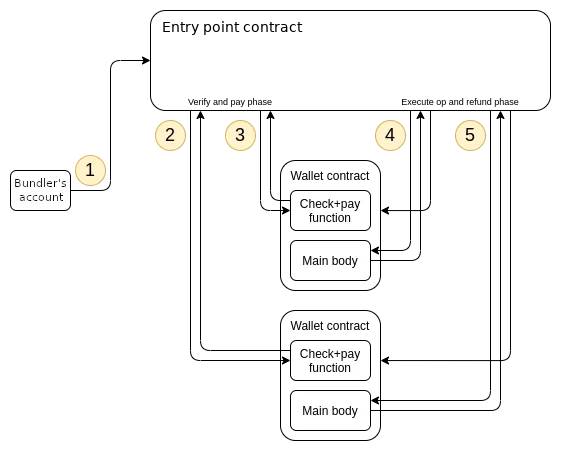 Entry point contract
Verify and pay phase
Execute op and refund phase
1
2
3
4
5
Bundler's
account
Wallet contract
Check+pay
function
Main body
Wallet contract
Check+pay
function
Main body